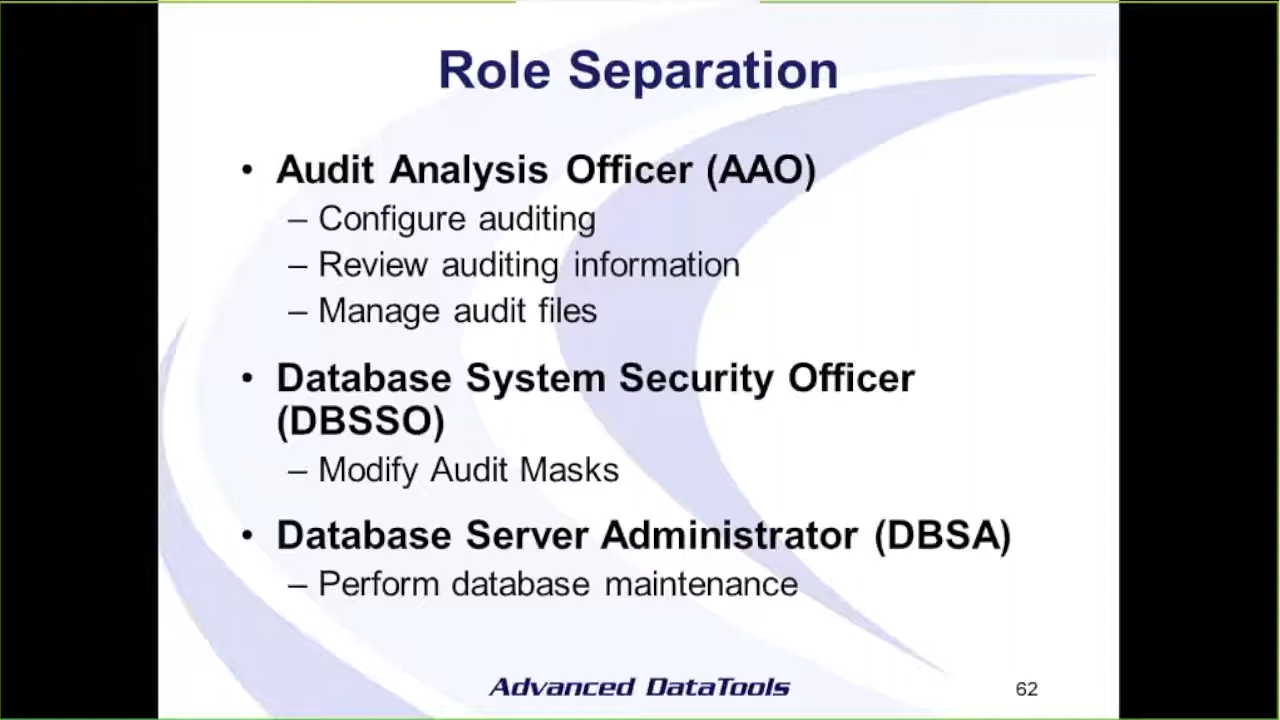 Role Separation
• Audit Analysis Officer (AAO)
– Configure auditing
– Review auditing information
– Manage audit files
• Database System Security Officer
(DBSSO)
– Modify Audit Masks
• Database Server Administrator (DBSA)
– Perform database maintenance
Advanced DataTools
62